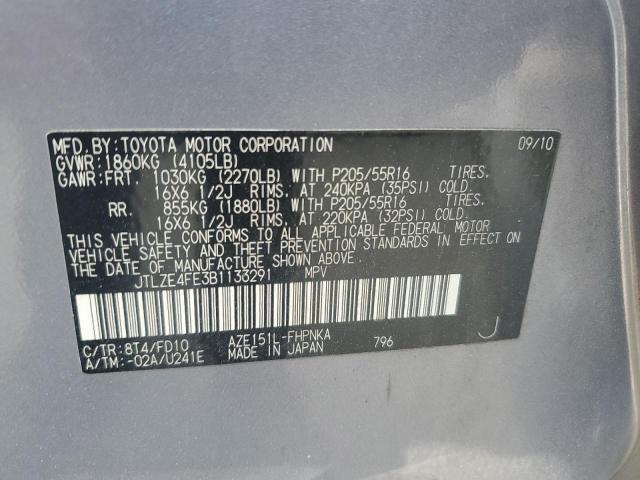 MFD.BY:TOYOTA MOTOR CORPORATION 09/10
GVWR:1860KG (4105LB)
GAWR:FRT. 1030KG (2270LB) WITH P205/55R16 TIRES.
16X6 1/2J RIMS. AT 240KPA (35PSI) COLD.
RR. 855KG (1880LB) WITH P205/55R16 TIRES.
16X6 1/2J RIMS. AT 220KPA (32PSI) COLD.
THIS VEHICLE CONFORMS TO ALL APPLICABLE FEDERAL MOTOR
VEHICLE SAFETY AND THEFT PREVENTION STANDARDS IN EFFECT ON
THE DATE OF MANUFACTURE SHOWN ABOVE.
JTLZE4FE3B1133291 MPV
C/TR:8T4/FD10 AZE151L-FHPNKA
A/TM:-02A/U241E MADE IN JAPAN 796 J